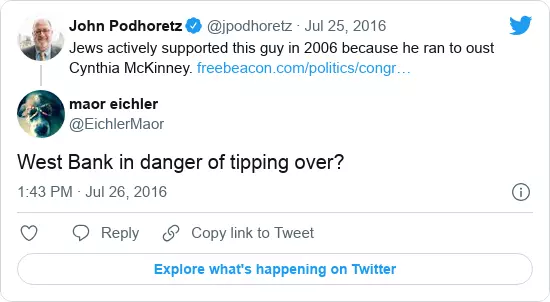 John Podhoretz @jpodhoretz · Jul 25, 2016
Jews actively supported this guy in 2006 because he ran to oust
Cynthia McKinney. freebeacon.com/politics/congr…
maor eichler
@EichlerMaor
West Bank in danger of tipping over?
1:43 PM · Jul 26, 2016
Reply Copy link to Tweet
Explore what's happening on Twitter